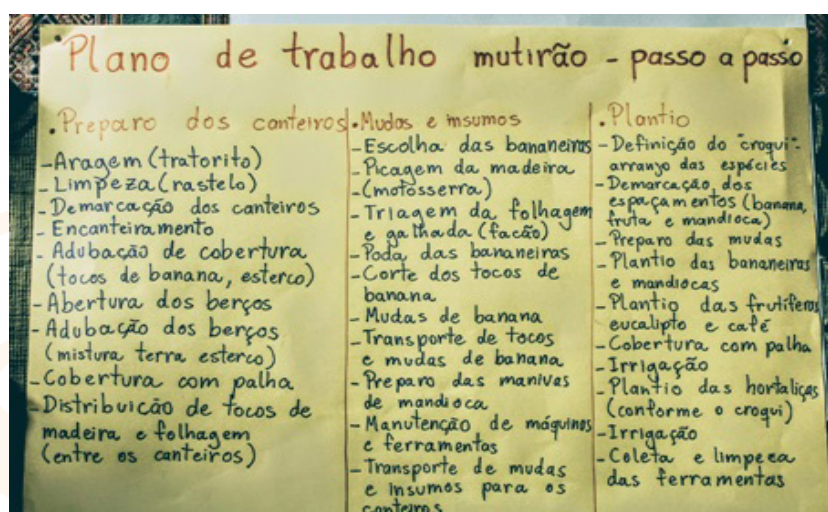 Plano de trabalho mutirão - passo a passo
• Preparo dos canteiros
- Aragem (tratorito)
- Limpeza (rastelo)
- Demarcação dos canteiros
- Encanteiramento
- Adubação de cobertura
(tocos de banana, esterco)
- Abertura dos berços
- Adubação dos berços
(mistura terra esterco)
- Cobertura com palha
- Distribuicão de tocos de
madeira e folhagem
(entre os canteiros)
• Mudas e insumos
- Escolha das bananeiras
- Picagem da madeira
- (motosserra)
- Triagem da folhagem
e galhada (facão)
- Poda das bananeiras
- Corte dos tocos de
banana
- Mudas de banana
- Transporte de tocos
e mudas de banana
- Preparo das manivas
de mandioca
- Manutenção de máquinas
e ferramentas
- Transporte de mudas
e insumos para os
canteiros
• Plantio
- Definição do "croqui"-
arranjo das espécies
- Demarcação dos
espaçamentos (banana,
fruta e mandioca)
- Preparo das mudas
- Plantio das bananeiras
e mandiocas
- Plantio das frutíferas
eucalipto e café
- Cobertura com palha
- Irrigação
- Plantio das hortaliças
(conforme o croqui)
- Irrigação
- Coleta e limpeea
das ferramentas